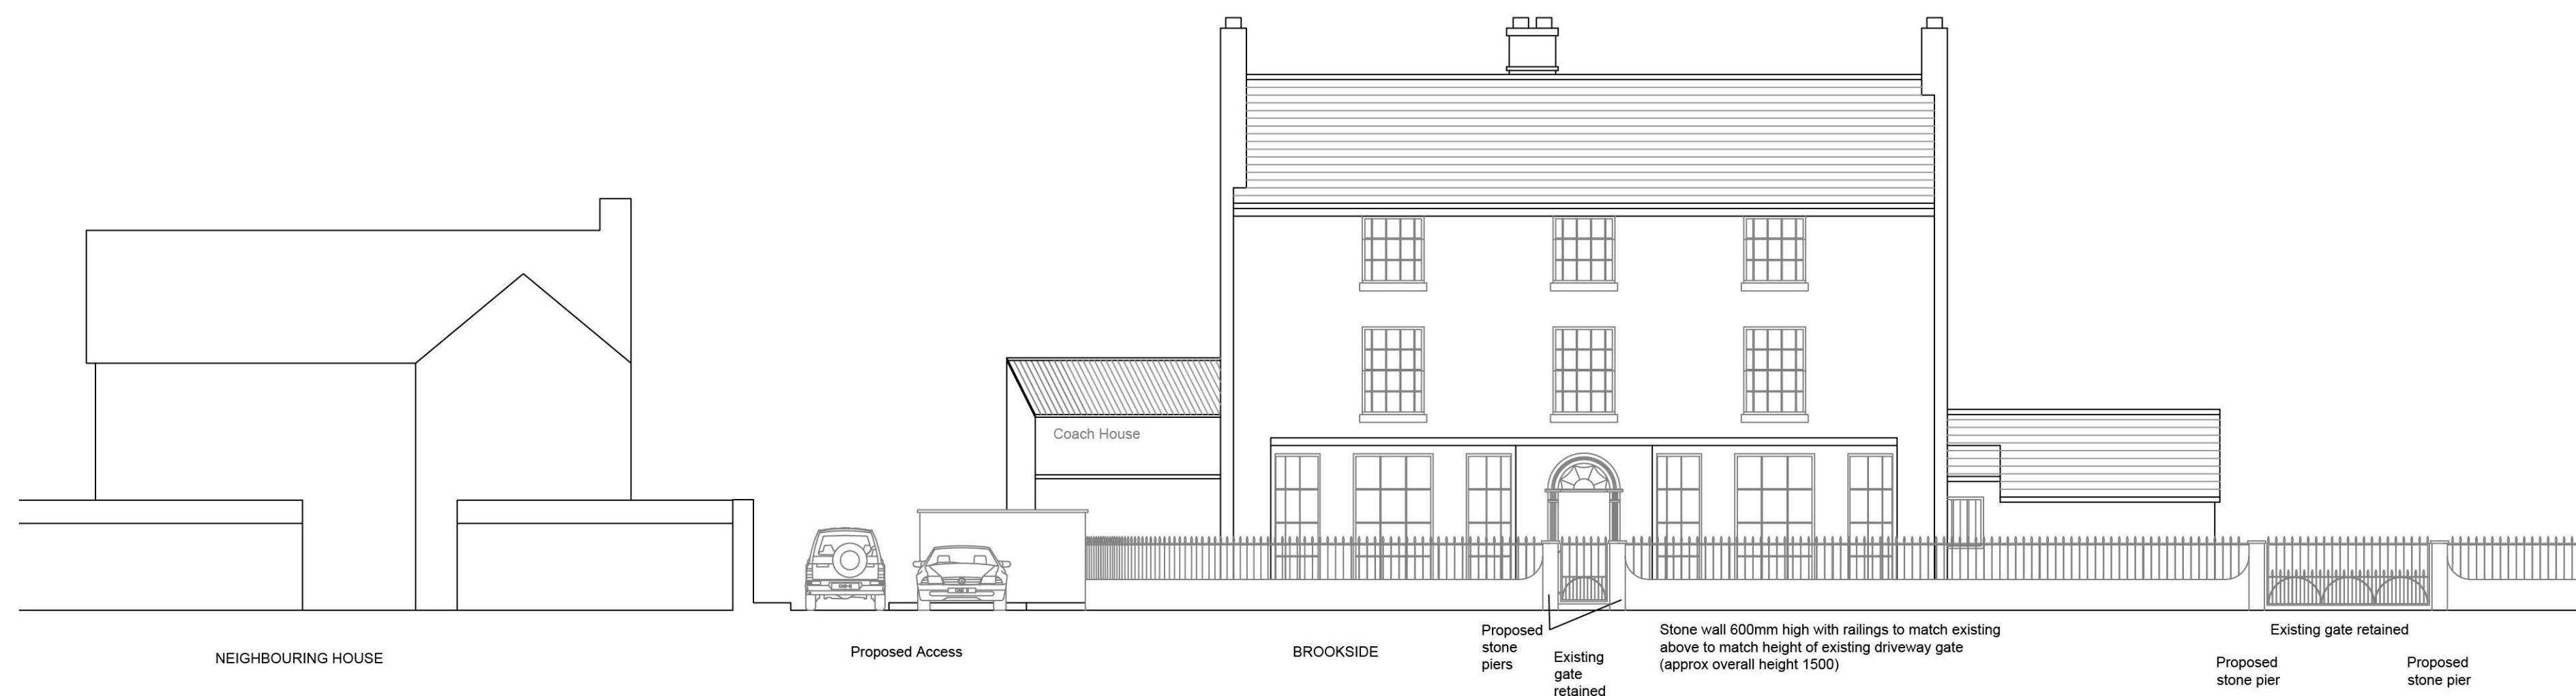 Coach House
NEIGHBOURING HOUSE
Proposed Access
BROOKSIDE
Proposed
stone
piers
Existing
gate
retained
Stone wall 600mm high with railings to match existing
above to match height of existing driveway gate
(approx overall height 1500)
Existing gate retained
Proposed
stone pier
Proposed
stone pier